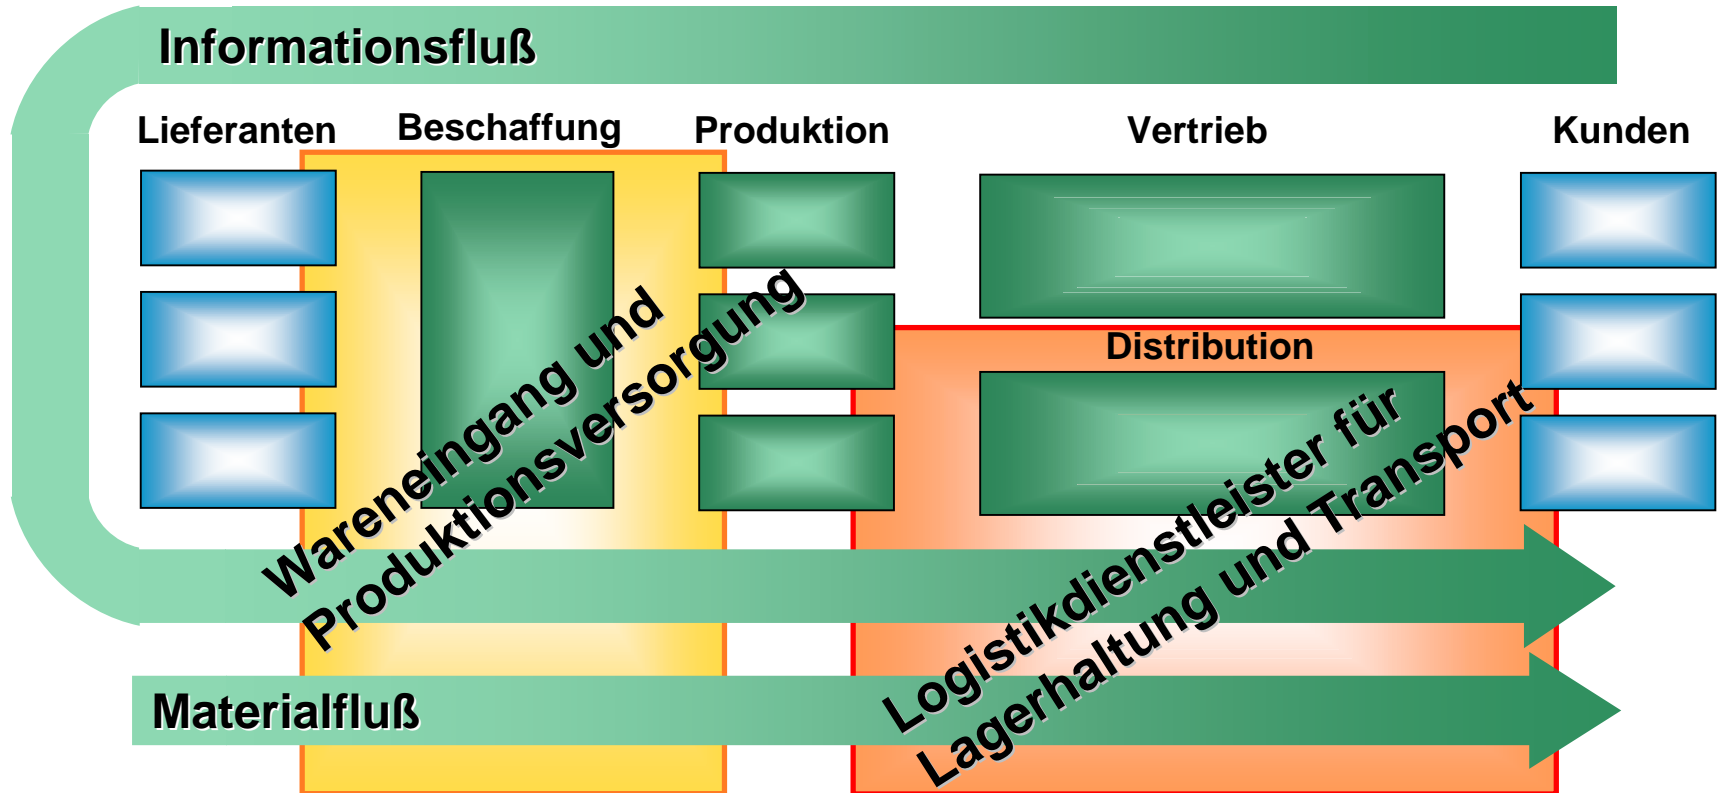 Informationsfluß
Lieferanten
Beschaffung
Produktion
Vertrieb
Kunden
Distribution
Wareneingang und
Produktionsversorgung
Logistikdienstleister für
Lagerhaltung und Transport
Materialfluß